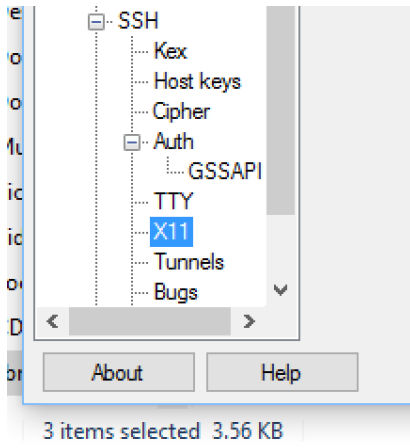 SSH
Kex
Host keys
Cipher
Auth
GSSAPI
TTY
X11
Tunnels
Bugs
About Help
3 items selected 3.56 KB